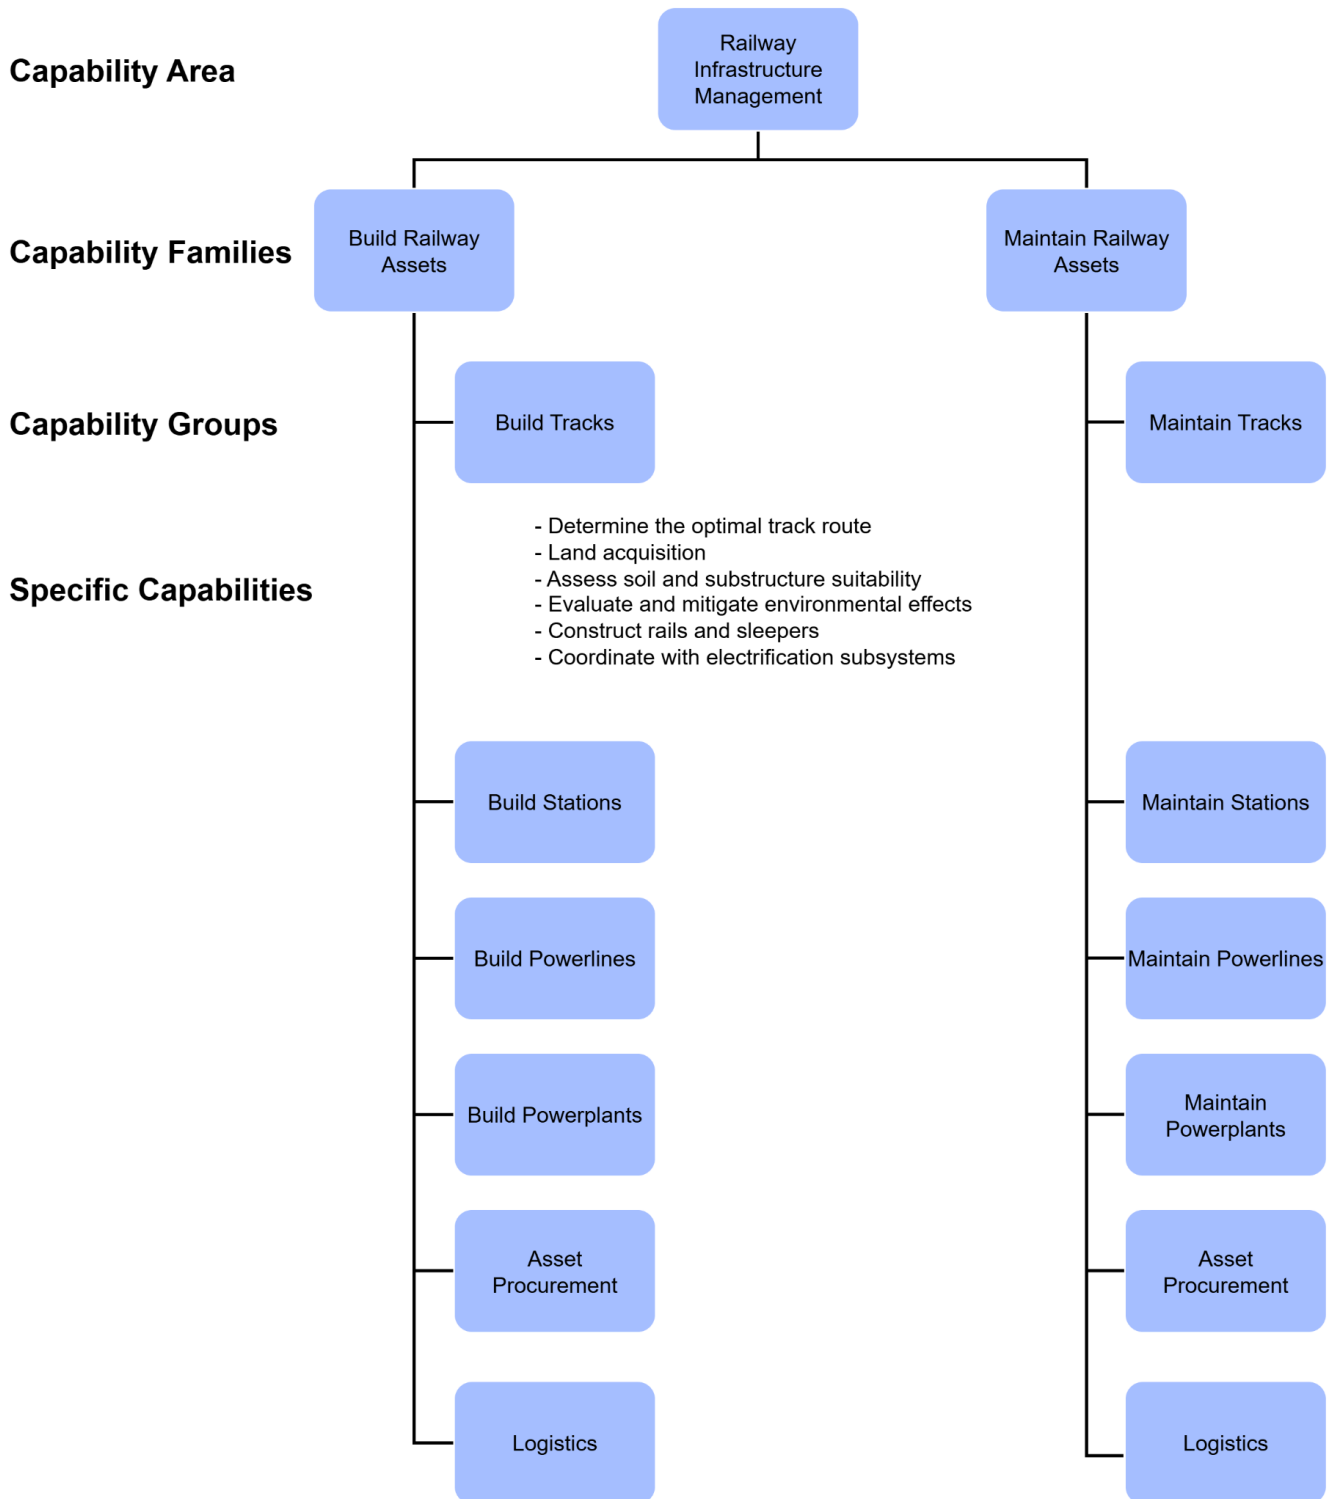 Capability Area
Railway
Infrastructure
Management
Capability Families
Build Railway
Assets
Maintain Railway
Assets
Capability Groups
Build Tracks
Maintain Tracks
Specific Capabilities
- Determine the optimal track route
- Land acquisition
- Assess soil and substructure suitability
- Evaluate and mitigate environmental effects
- Construct rails and sleepers
- Coordinate with electrification subsystems
Build Stations
Maintain Stations
Build Powerlines
Maintain Powerlines
Build Powerplants
Maintain
Powerplants
Asset
Procurement
Asset
Procurement
Logistics
Logistics